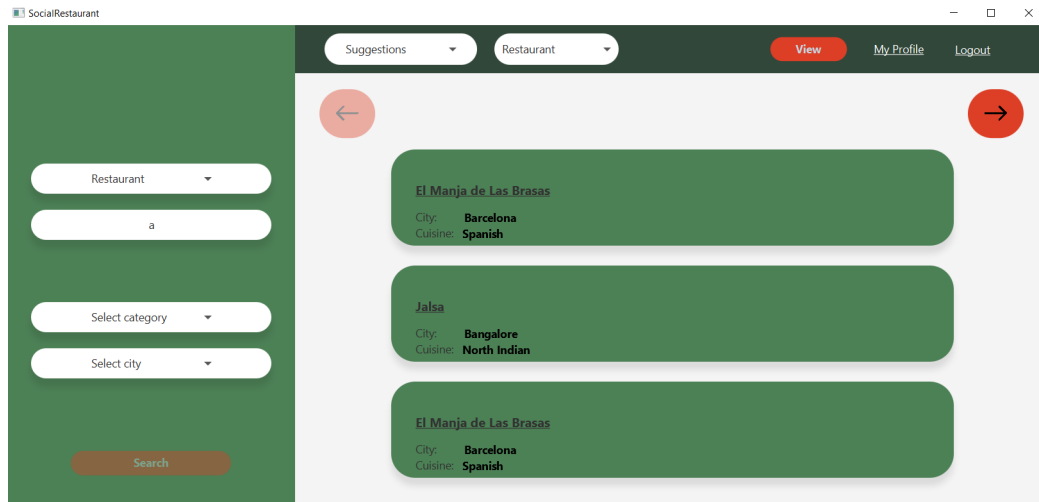 SocialRestaurant
Suggestions
Restaurant
View
My Profile
Logout
Restaurant
a
Select category
Select city
Search
El Manja de Las Brasas
City: Barcelona
Cuisine: Spanish
Jalsa
City: Bangalore
Cuisine: North Indian
El Manja de Las Brasas
City: Barcelona
Cuisine: Spanish